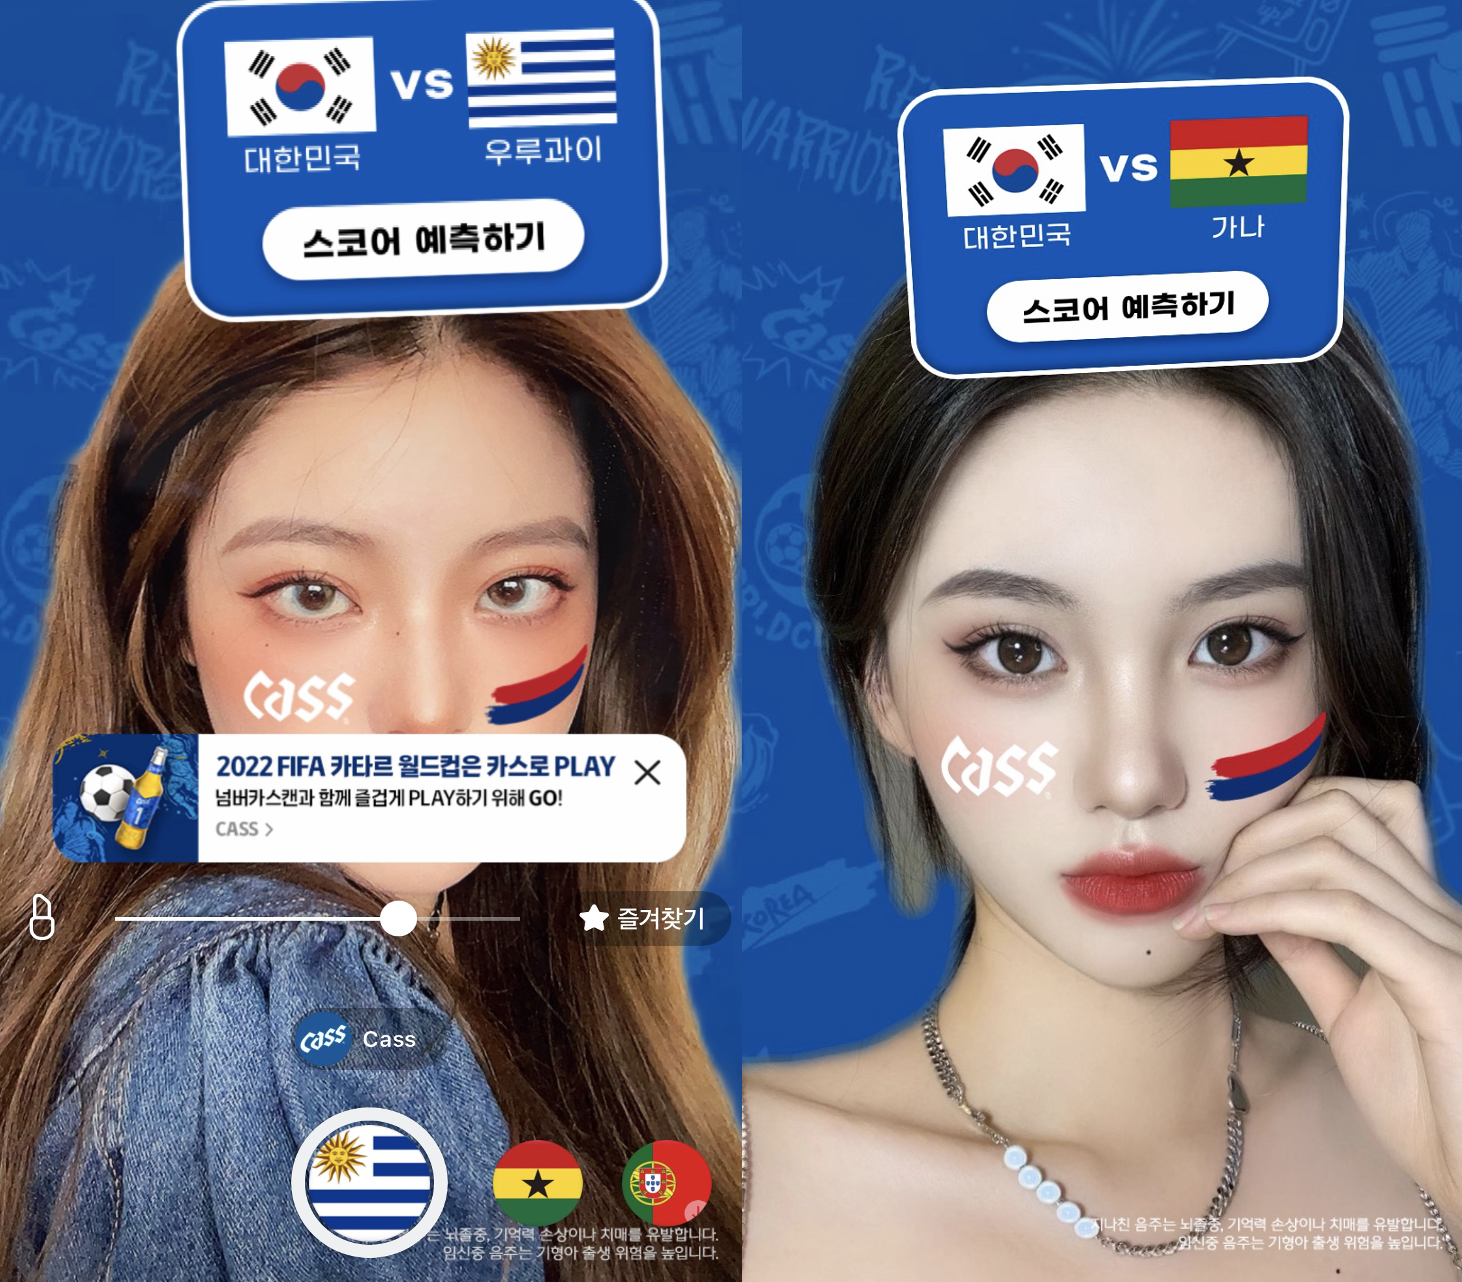 VS
대한민국
우루과이
스코어 예측하기
cass
2022 FIFA 카타르 월드컵은 카스로 PLAY
넘버카스캔과 함께 즐겁게 PLAY하기 위해 GO!
CASS >
즐겨찾기
cass
Cass
는 뇌졸중, 기억력 손상이나 치매를 유발합니다.
임신중 음주는 기형아 출생 위험을 높입니다.
VS
대한민국
가나
스코어 예측하기
cass
KOREA
지나친 음주는 뇌졸중, 기억력 손상이나 치매를 유발합니다.
임신중 음주는 기형아 출생 위험을 높입니다.